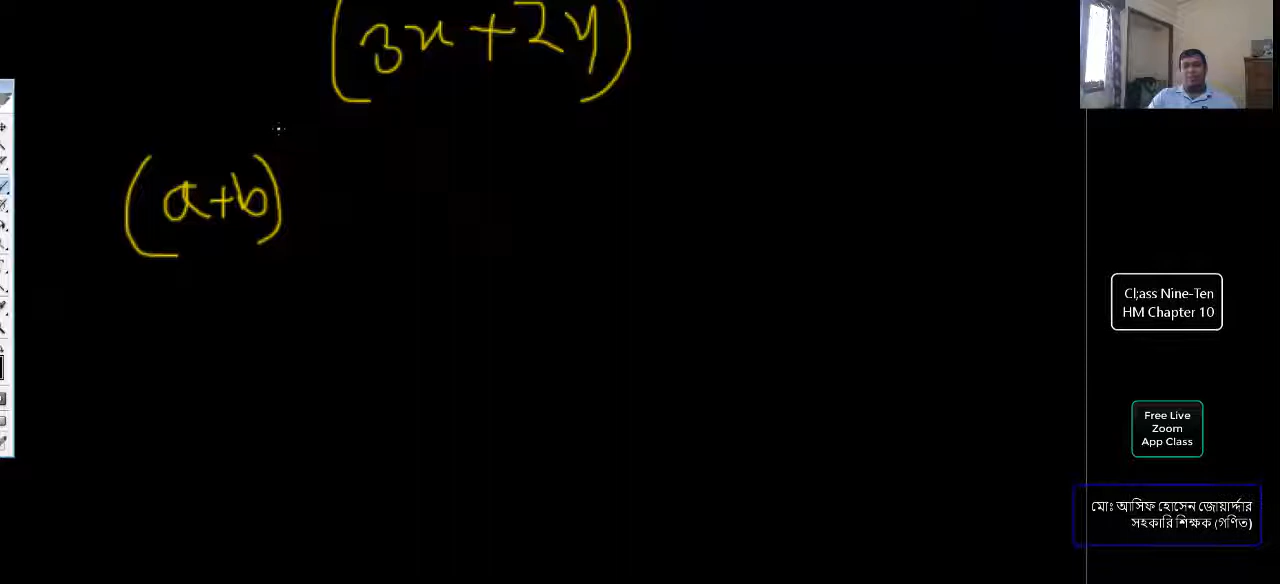 (3x+2y)
(a+b)
Cl;ass Nine-Ten
HM Chapter 10
Free Live
Zoom
App Class
মোঃ আসিফ হোসেন জোয়ার্দ্দার
সহকারি শিক্ষক (গণিত)